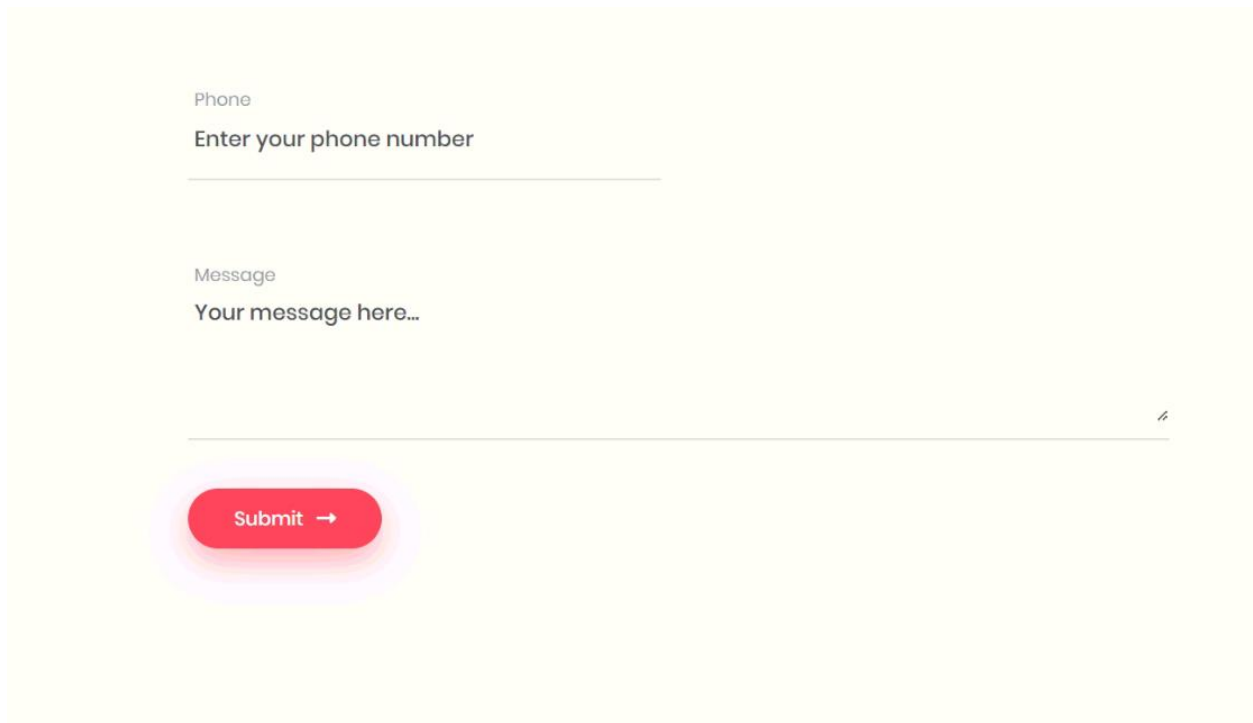 Phone
Enter your phone number
Message
Your message here...
Submit →